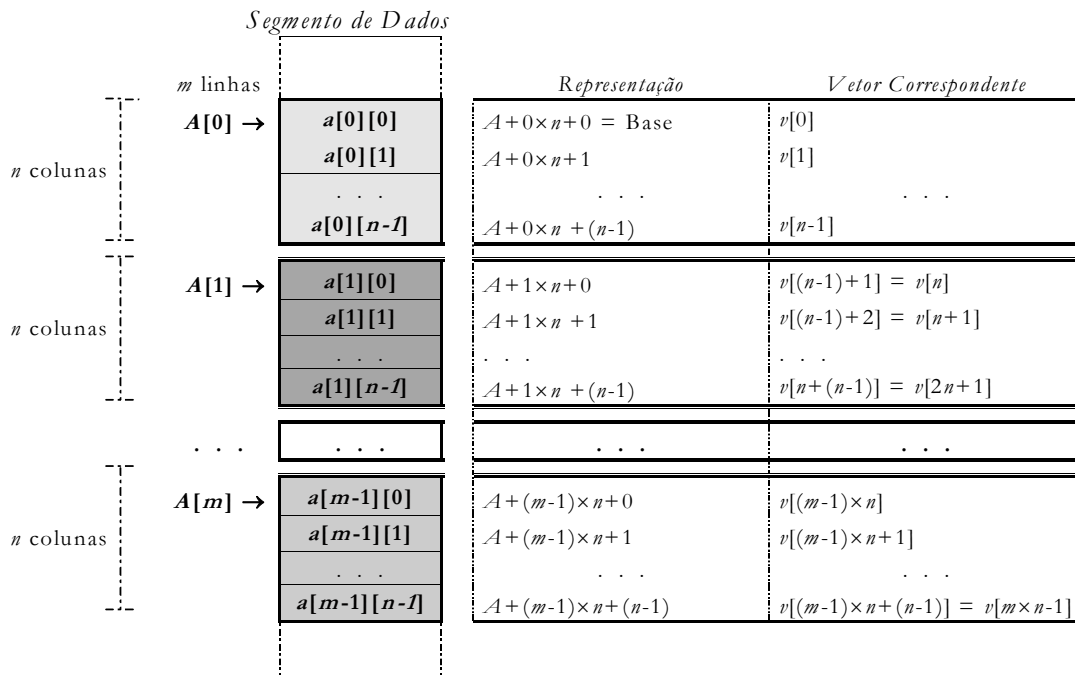 Segmento de Dados
m linhas Representação Vetor Correspondente
A[0] → a[0][0] A+0×n+0 = Base v[0]
a[0][1] A+0×n+1 v[1]
n colunas
. . . . . . . . .
a[0][n-1] A+0×n +(n-1) v[n-1]
A[1] → a[1][0] A+1×n+0 v[(n-1)+1] = v[n]
n colunas a[1][1] A+1×n +1 v[(n-1)+2] = v[n+1]
. . . . . . . . .
a[1][n-1] A+1×n +(n-1) v[n+(n-1)] = v[2n+1]
. . . . . . . . . . . .
A[m] → a[m-1][0] A+(m-1)×n+0 v[(m-1)×n]
n colunas a[m-1][1] A+(m-1)×n+1 v[(m-1)×n+1]
. . . . . . . . .
a[m-1][n-1] A+(m-1)×n+(n-1) v[(m-1)×n+(n-1)] = v[m×n-1]